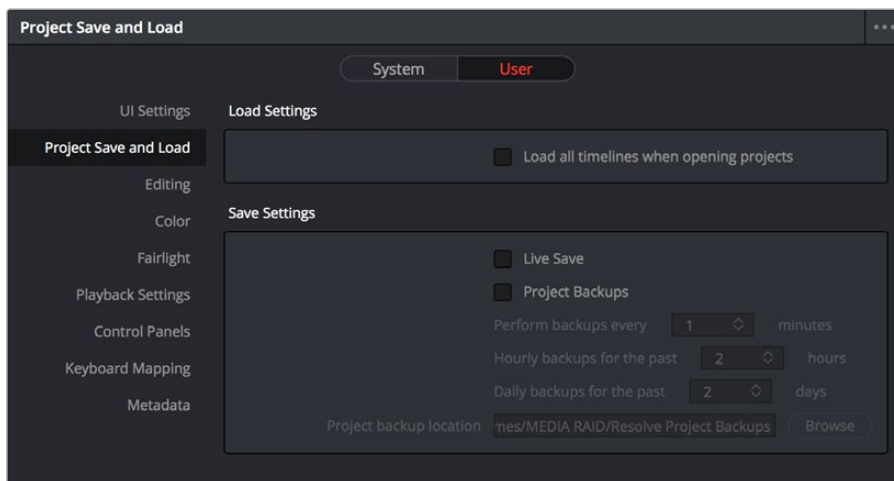 Project Save and Load
System User
UI Settings
Project Save and Load
Editing
Color
Fairlight
Playback Settings
Control Panels
Keyboard Mapping
Metadata
Load Settings
Load all timelines when opening projects
Save Settings
Live Save
Project Backups
Perform backups every 1 minutes
Hourly backups for the past 2 hours
Daily backups for the past 2 days
Project backup location mes/MEDIA RAID/Resolve Project Backups Browse